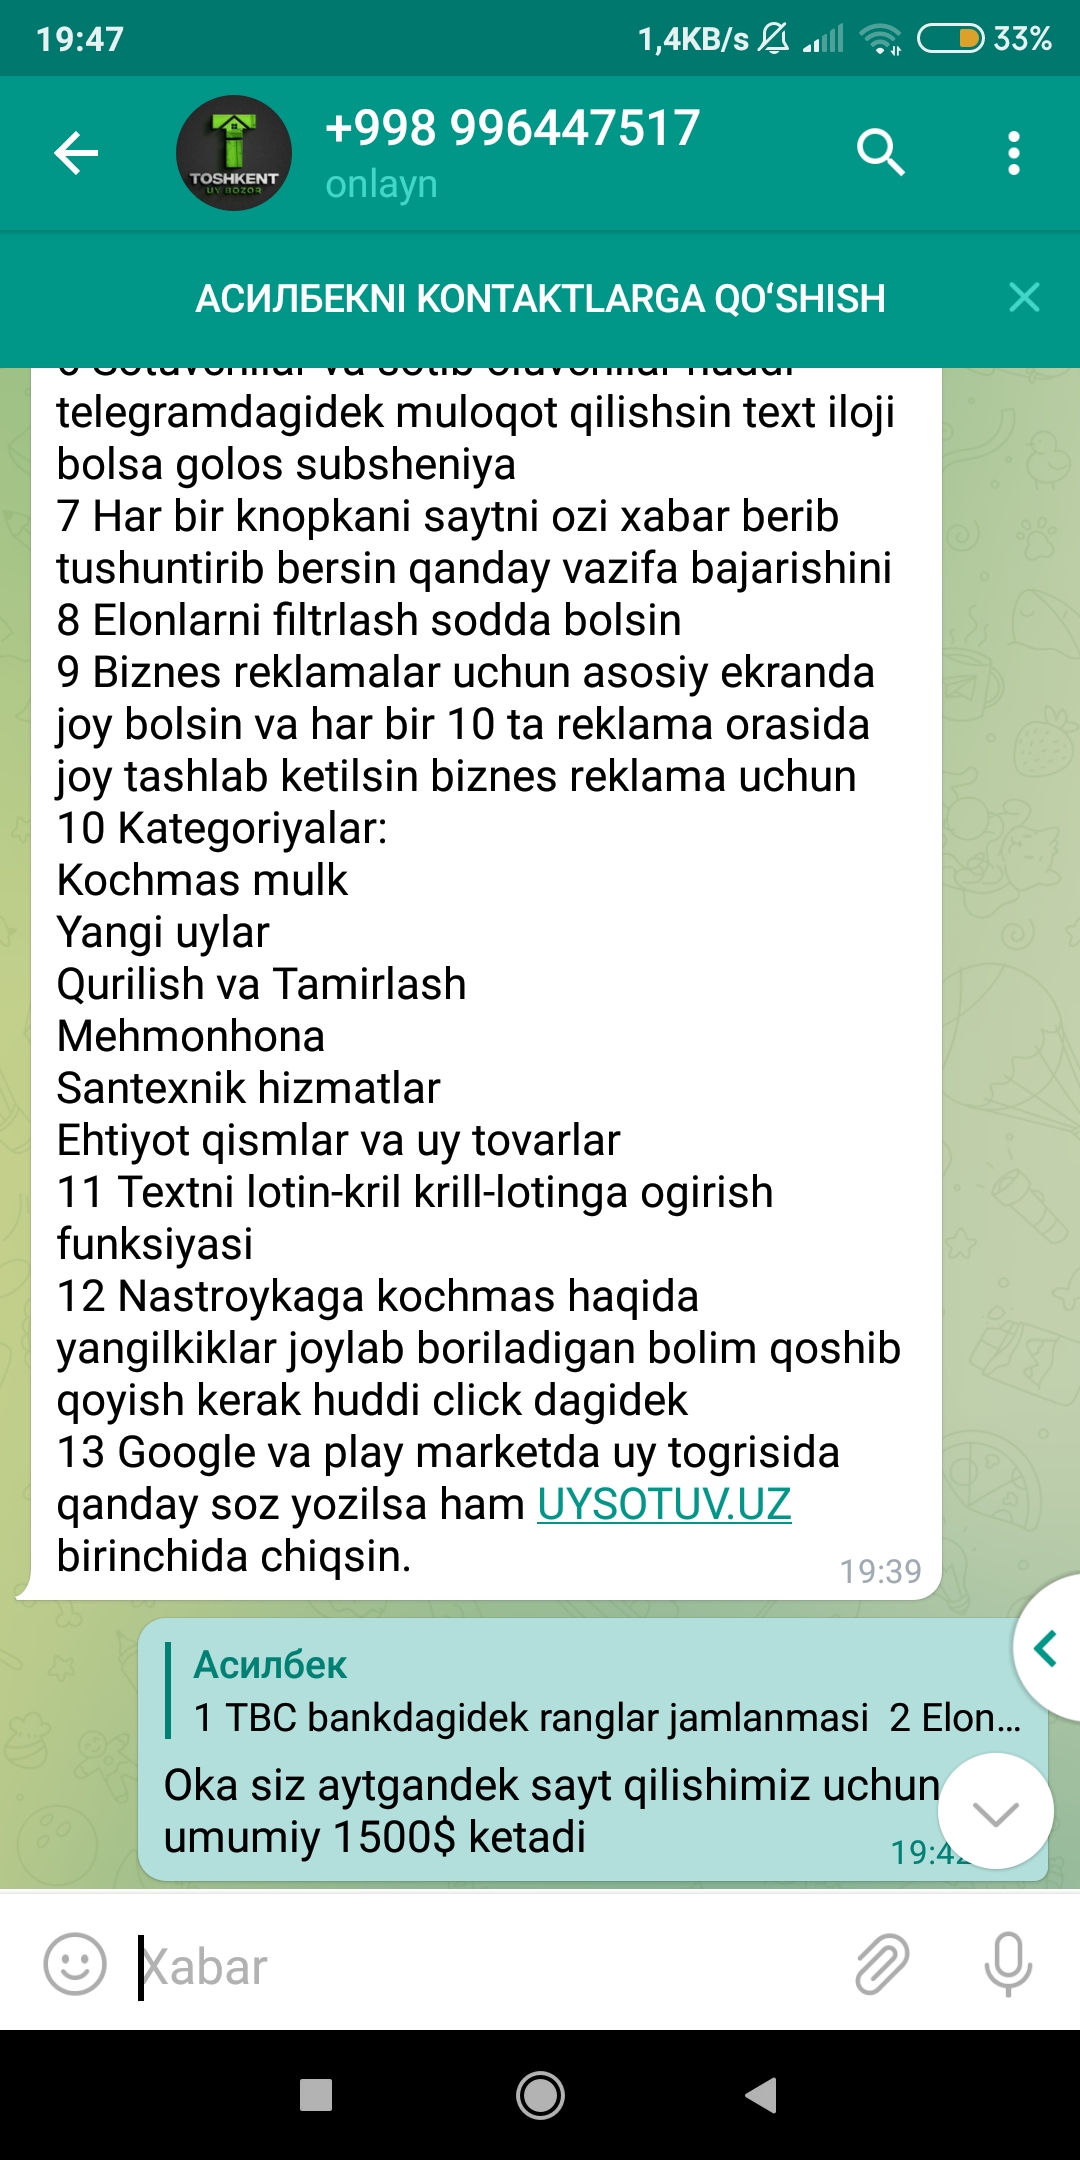 19:47
1,4KB/s
33%
+998 996447517
onlayn
TOSHKENT
UY BOZOR
АСИЛБЕКNI KONTAKTLARGA QO‘SHISH
telegramdagidek muloqot qilishsin text iloji
bolsa golos subsheniya
7 Har bir knopkani saytni ozi xabar berib
tushuntirib bersin qanday vazifa bajarishini
8 Elonlarni filtrlash sodda bolsin
9 Biznes reklamalar uchun asosiy ekranda
joy bolsin va har bir 10 ta reklama orasida
joy tashlab ketilsin biznes reklama uchun
10 Kategoriyalar:
Kochmas mulk
Yangi uylar
Qurilish va Tamirlash
Mehmonhona
Santexnik hizmatlar
Ehtiyot qismlar va uy tovarlar
11 Textni lotin-kril krill-lotinga ogirish
funksiyasi
12 Nastroykaga kochmas haqida
yangilkiklar joylab boriladigan bolim qoshib
qoyish kerak huddi click dagidek
13 Google va play marketda uy togrisida
qanday soz yozilsa ham UYSOTUV.UZ
birinchida chiqsin.
19:39
Асилбек
1 TBC bankdagidek ranglar jamlanmasi 2 Elon...
Oka siz aytgandek sayt qilishimiz uchun
umumiy 1500$ ketadi
Xabar